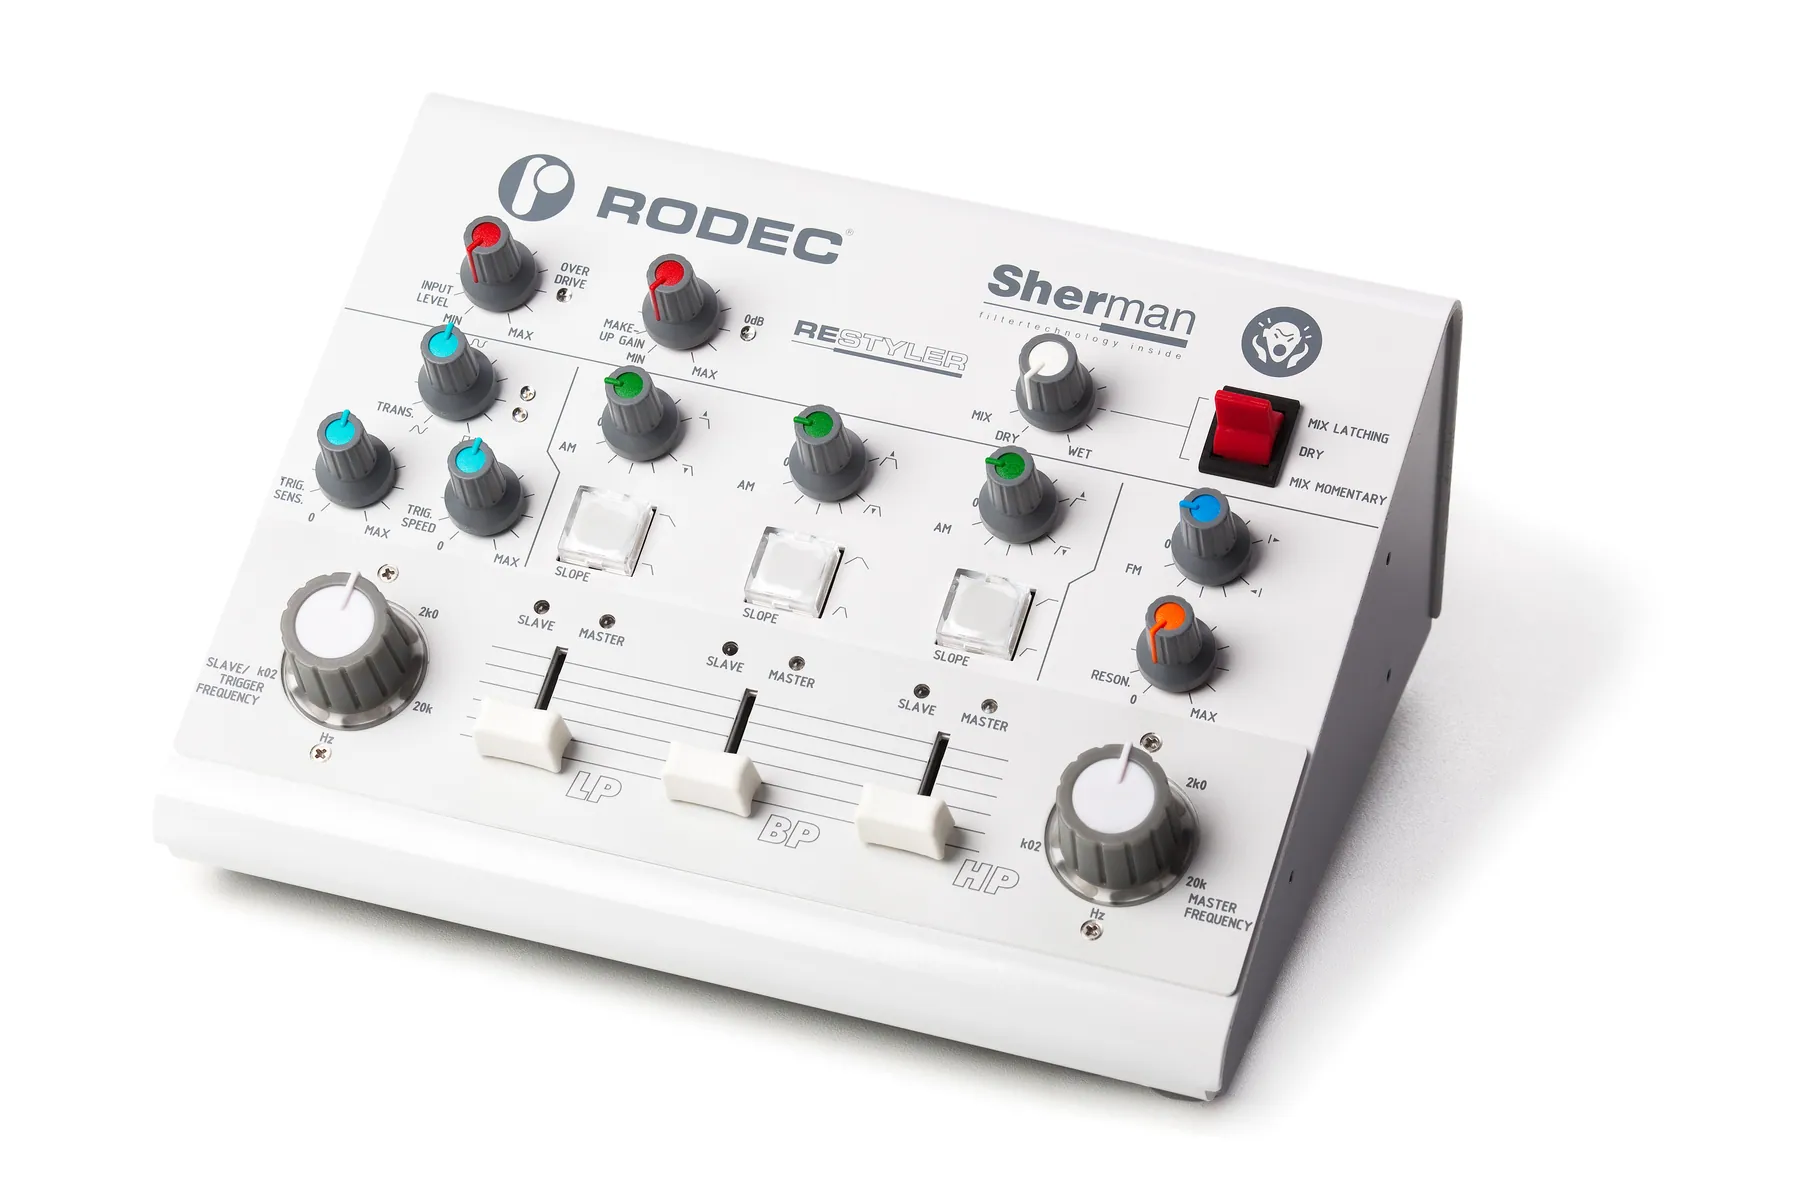 RODEC®
INPUT
LEVEL
MIN
MAX
OVER
DRIVE
MAKE-
UP GAIN
MIN
MAX
0dB
RESTYLER
Sherman
filtertechnology inside
MIX
DRY
WET
MIX LATCHING
DRY
MIX MOMENTARY
TRANS.
TRIG.
SENS.
0
MAX
TRIG.
SPEED
0
MAX
AM
0
AM
0
AM
0
FM
0
SLOPE
SLOPE
SLOPE
RESON.
0
MAX
SLAVE
MASTER
SLAVE
MASTER
SLAVE
MASTER
SLAVE/
TRIGGER
FREQUENCY
k02
2k0
20k
Hz
LP
BP
HP
k02
2k0
20k
MASTER
FREQUENCY
Hz